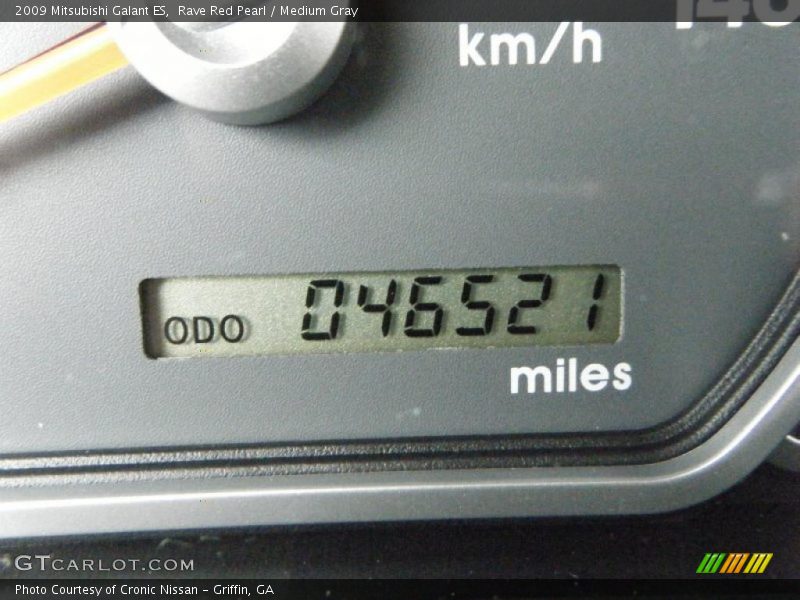 2009 Mitsubishi Galant ES, Rave Red Pearl / Medium Gray
km/h
ODO 046521
miles
GTCARLOT.COM
Photo Courtesy of Cronic Nissan - Griffin, GA